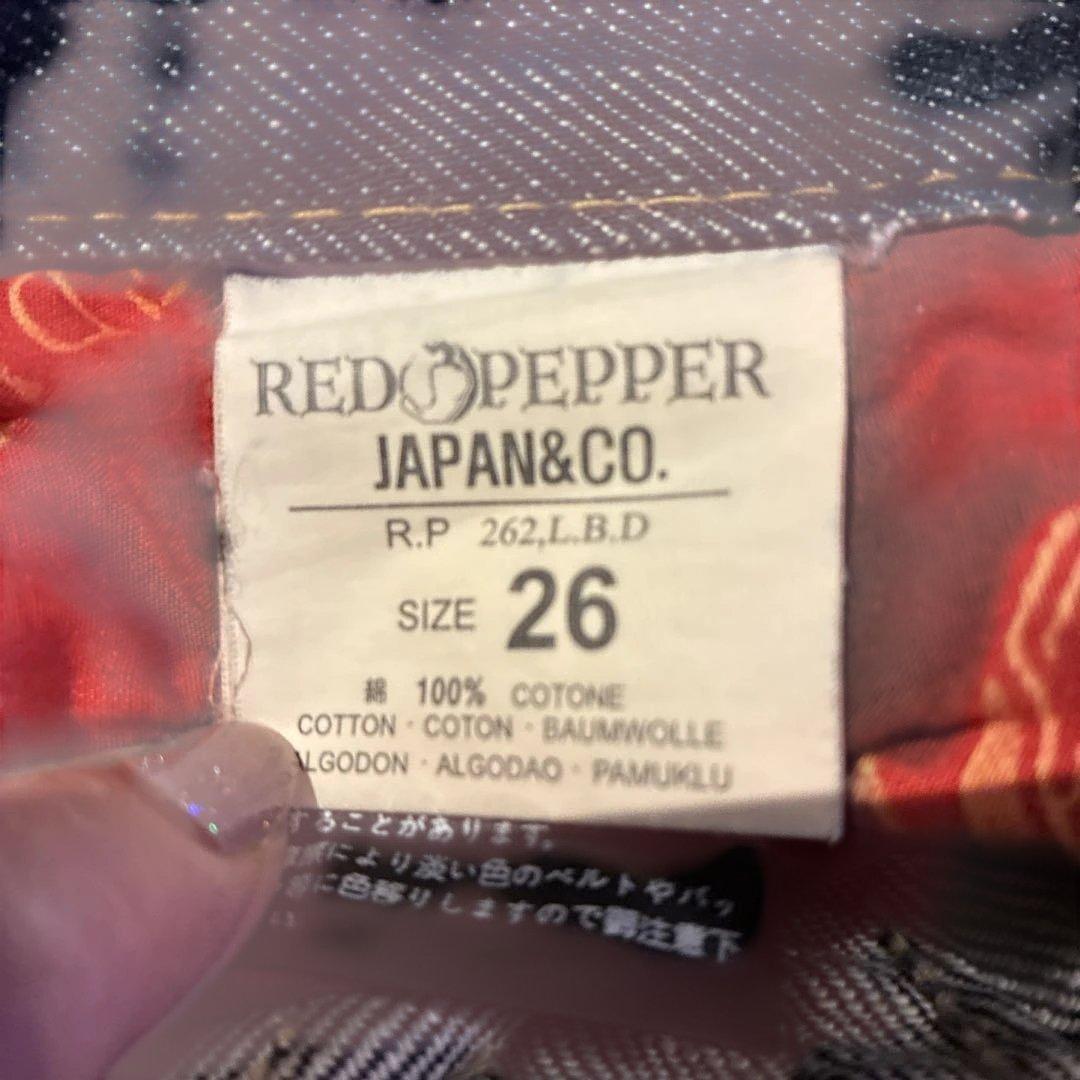 RED PEPPER
JAPAN&CO.
R.P 262,L.B.D
SIZE 26
綿 100% COTONE
COTTON · COTON · BAUMWOLLE
ALGODON · ALGODAO · PAMUKLU
することがあります。
により淡い色のベルトやバッ
に色移りしますので御注意下